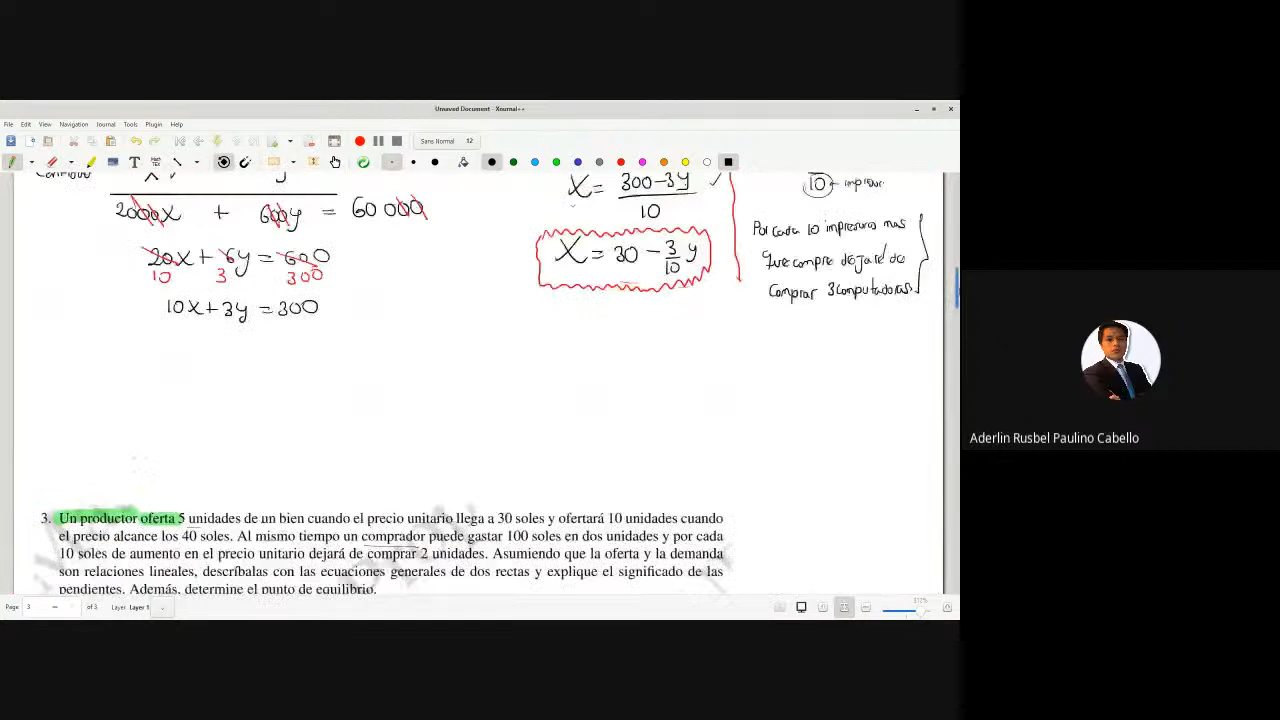 Unsaved Document - Xournal++
File Edit View Navigation Journal Tools Plugin Help
Sans Normal 12
X = 300-3y / 10
10 impresor
2000x + 600y = 60 000
Por cada 10 impresoras mas
X = 30 - 3/10 y
que compre dejare de
comprar 3 computadoras
20x + 6y = 600
10 3 300
10x + 3y = 300
3. Un productor oferta 5 unidades de un bien cuando el precio unitario llega a 30 soles y ofertará 10 unidades cuando
el precio alcance los 40 soles. Al mismo tiempo un comprador puede gastar 100 soles en dos unidades y por cada
10 soles de aumento en el precio unitario dejará de comprar 2 unidades. Asumiendo que la oferta y la demanda
son relaciones lineales, descríbalas con las ecuaciones generales de dos rectas y explique el significado de las
pendientes. Además, determine el punto de equilibrio.
Page 3 of 3 Layer Layer 1
Aderlin Rusbel Paulino Cabello